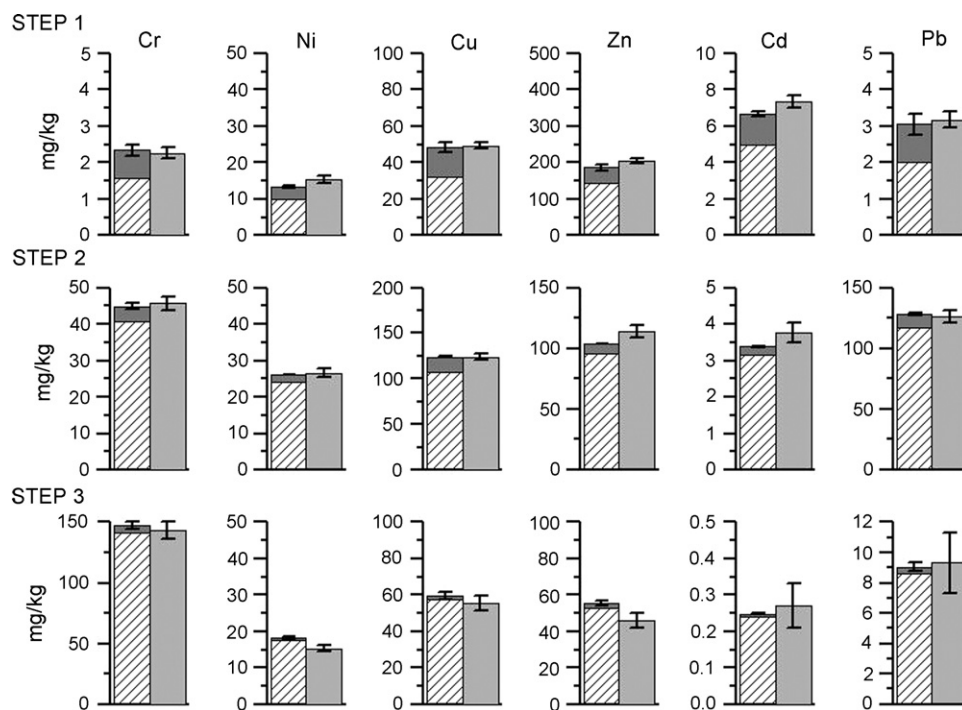 STEP 1
Cr Ni Cu Zn Cd Pb
mg/kg
5 4 3 2 1 0
50 40 30 20 10 0
100 80 60 40 20 0
500 400 300 200 100 0
10 8 6 4 2 0
5 4 3 2 1 0
STEP 2
mg/kg
50 40 30 20 10 0
50 40 30 20 10 0
200 150 100 50 0
150 100 50 0
5 4 3 2 1 0
150 100 50 0
STEP 3
mg/kg
150 100 50 0
50 40 30 20 10 0
100 80 60 40 20 0
100 80 60 40 20 0
0.5 0.4 0.3 0.2 0.1 0.0
12 10 8 6 4 2 0